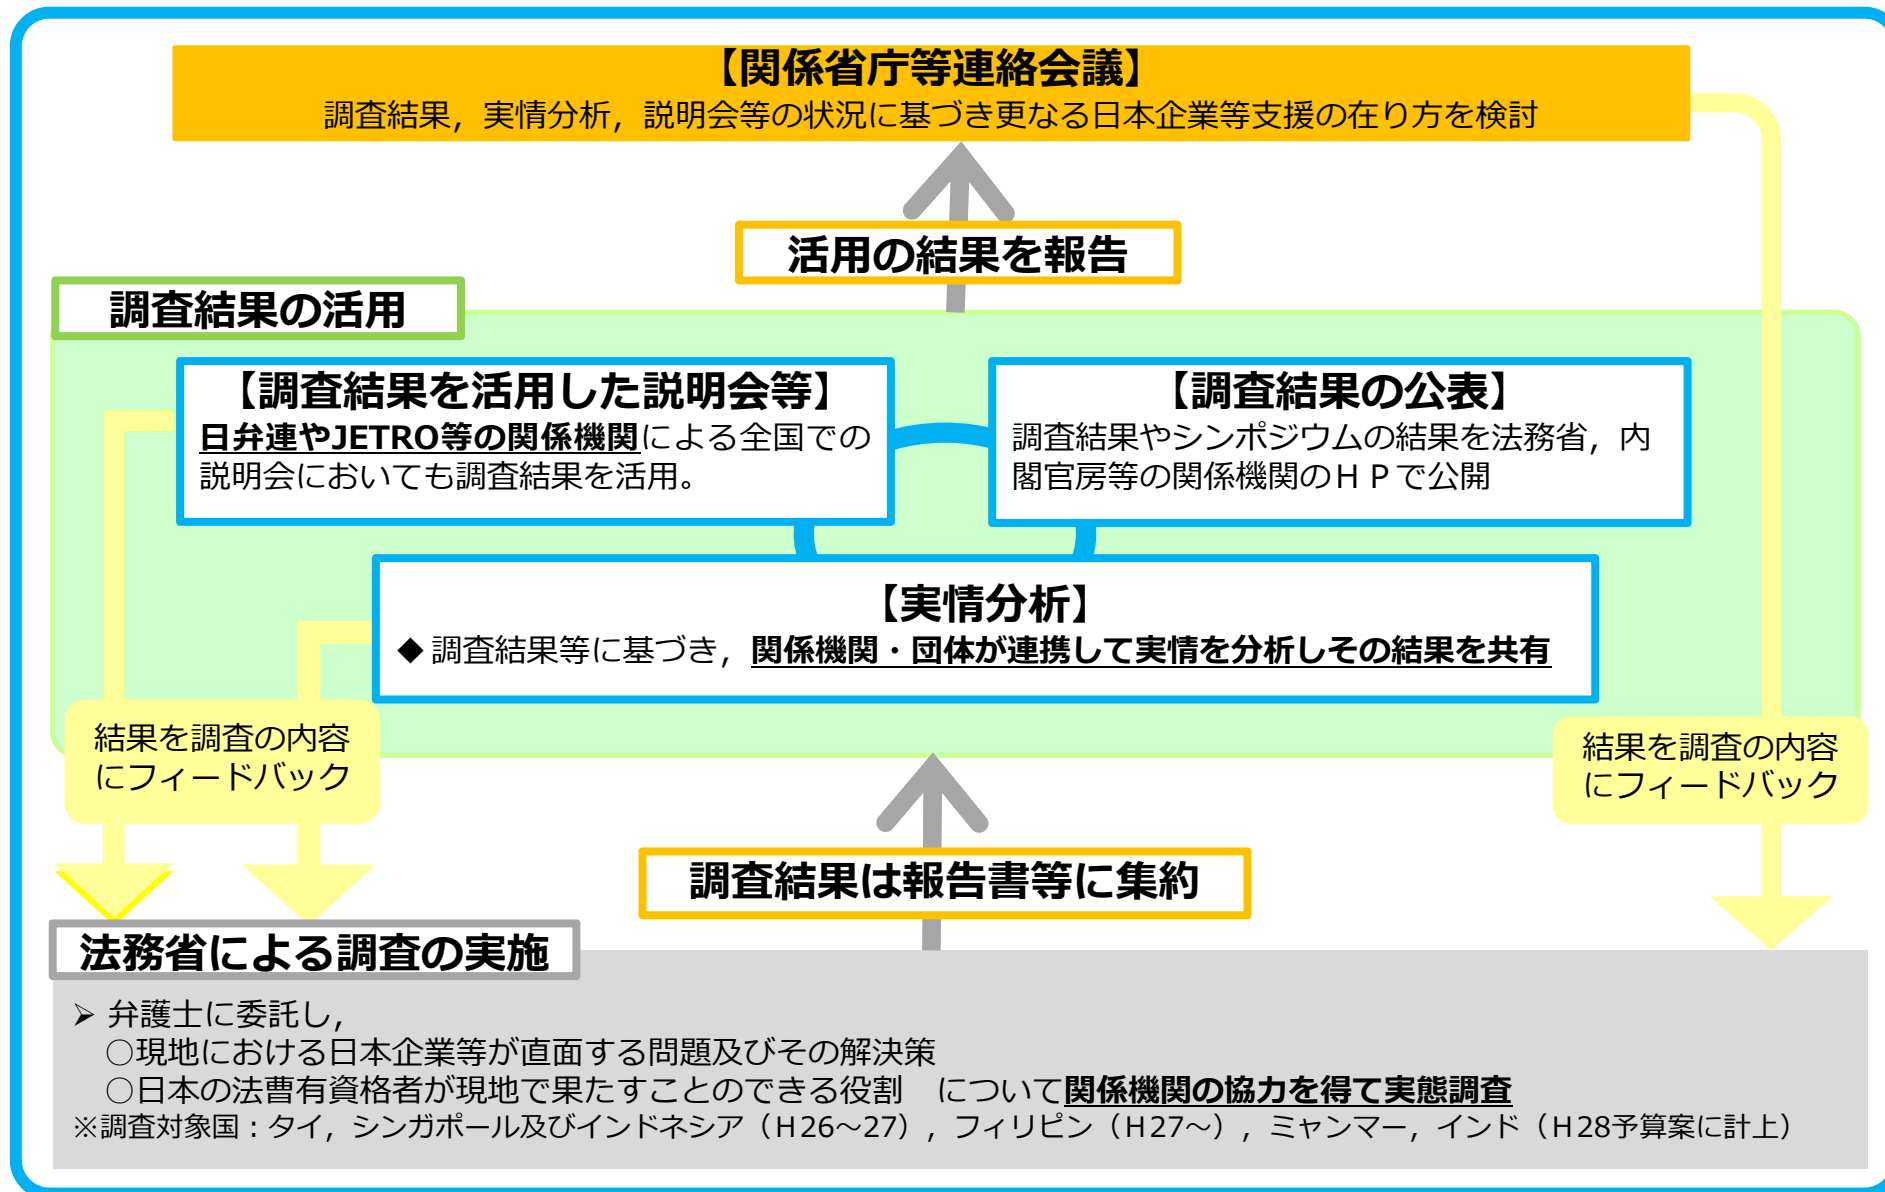 【関係省庁等連絡会議】
調査結果，実情分析，説明会等の状況に基づき更なる日本企業等支援の在り方を検討
活用の結果を報告
調査結果の活用
【調査結果を活用した説明会等】
日弁連やJETRO等の関係機関による全国での
説明会においても調査結果を活用。
【調査結果の公表】
調査結果やシンポジウムの結果を法務省，内
閣官房等の関係機関のＨＰで公開
【実情分析】
◆調査結果等に基づき，関係機関・団体が連携して実情を分析しその結果を共有
結果を調査の内容
にフィードバック
結果を調査の内容
にフィードバック
調査結果は報告書等に集約
法務省による調査の実施
➢ 弁護士に委託し，
○現地における日本企業等が直面する問題及びその解決策
○日本の法曹有資格者が現地で果たすことのできる役割　について関係機関の協力を得て実態調査
※調査対象国：タイ，シンガポール及びインドネシア（Ｈ26～27），フィリピン（Ｈ27～），ミャンマー，インド（Ｈ28予算案に計上）